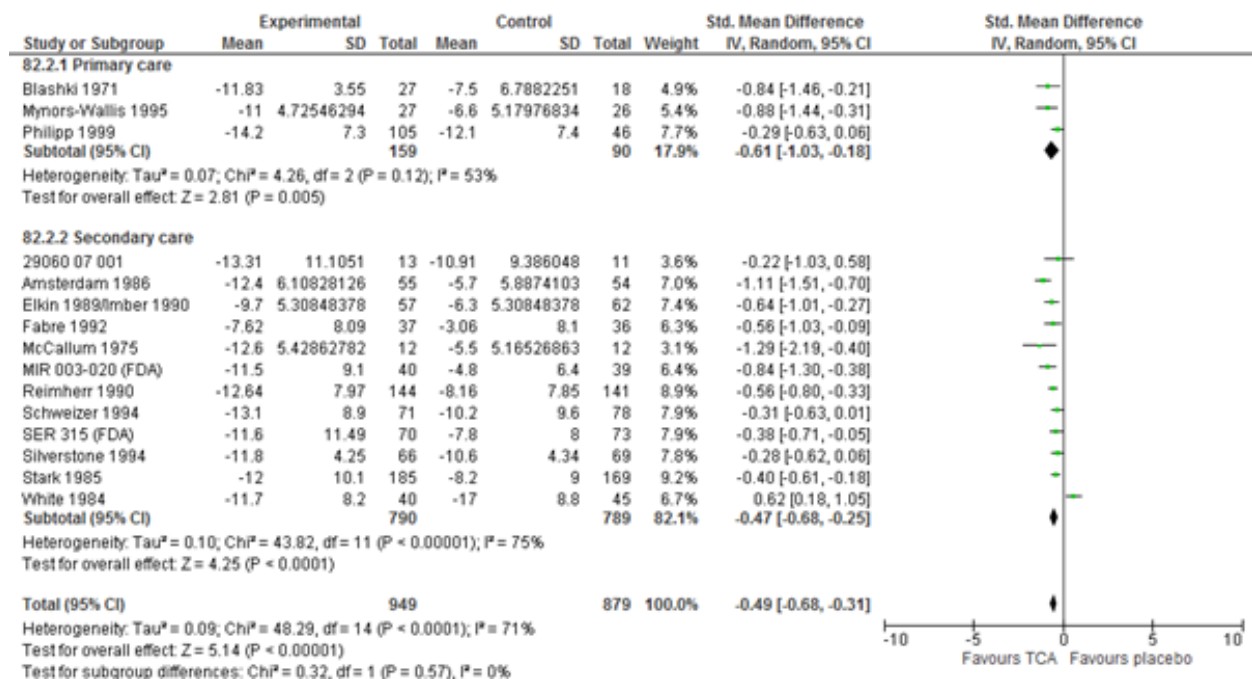 Experimental Control Std. Mean Difference Std. Mean Difference
Study or Subgroup Mean SD Total Mean SD Total Weight IV, Random, 95% CI IV, Random, 95% CI
82.2.1 Primary care
Blashki 1971 -11.83 3.55 27 -7.5 6.7882251 18 4.9% -0.84 [-1.46, -0.21]
Mynors-Wallis 1995 -11 4.72546294 27 -6.6 5.17976834 26 5.4% -0.88 [-1.44, -0.31]
Philipp 1999 -14.2 7.3 105 -12.1 7.4 46 7.7% -0.29 [-0.63, 0.06]
Subtotal (95% CI) 159 90 17.9% -0.61 [-1.03, -0.18]
Heterogeneity: Tau² = 0.07; Chi² = 4.26, df = 2 (P = 0.12); I² = 53%
Test for overall effect: Z = 2.81 (P = 0.005)
82.2.2 Secondary care
29060 07 001 -13.31 11.1051 13 -10.91 9.386048 11 3.6% -0.22 [-1.03, 0.58]
Amsterdam 1986 -12.4 6.10828126 55 -5.7 5.8874103 54 7.0% -1.11 [-1.51, -0.70]
Elkin 1989/Imber 1990 -9.7 5.30848378 57 -6.3 5.30848378 62 7.4% -0.64 [-1.01, -0.27]
Fabre 1992 -7.62 8.09 37 -3.06 8.1 36 6.3% -0.56 [-1.03, -0.09]
McCallum 1975 -12.6 5.42862782 12 -5.5 5.16526863 12 3.1% -1.29 [-2.19, -0.40]
MIR 003-020 (FDA) -11.5 9.1 40 -4.8 6.4 39 6.4% -0.84 [-1.30, -0.38]
Reimherr 1990 -12.64 7.97 144 -8.16 7.85 141 8.9% -0.56 [-0.80, -0.33]
Schweizer 1994 -13.1 8.9 71 -10.2 9.6 78 7.9% -0.31 [-0.63, 0.01]
SER 315 (FDA) -11.6 11.49 70 -7.8 8 73 7.9% -0.38 [-0.71, -0.05]
Silverstone 1994 -11.8 4.25 66 -10.6 4.34 69 7.8% -0.28 [-0.62, 0.06]
Stark 1985 -12 10.1 185 -8.2 9 169 9.2% -0.40 [-0.61, -0.18]
White 1984 -11.7 8.2 40 -17 8.8 45 6.7% 0.62 [0.18, 1.05]
Subtotal (95% CI) 790 789 82.1% -0.47 [-0.68, -0.25]
Heterogeneity: Tau² = 0.10; Chi² = 43.82, df = 11 (P < 0.00001); I² = 75%
Test for overall effect: Z = 4.25 (P < 0.0001)
Total (95% CI) 949 879 100.0% -0.49 [-0.68, -0.31]
Heterogeneity: Tau² = 0.09; Chi² = 48.29, df = 14 (P < 0.0001); I² = 71%
Test for overall effect: Z = 5.14 (P < 0.00001)
Test for subgroup differences: Chi² = 0.32, df = 1 (P = 0.57), I² = 0%
-10 -5 0 5 10
Favours TCA Favours placebo